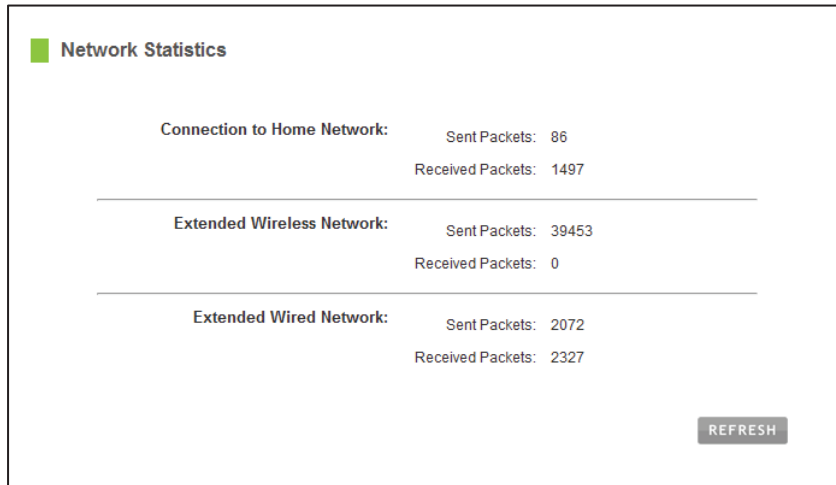 Network Statistics
Connection to Home Network: Sent Packets: 86
Received Packets: 1497
Extended Wireless Network: Sent Packets: 39453
Received Packets: 0
Extended Wired Network: Sent Packets: 2072
Received Packets: 2327
REFRESH